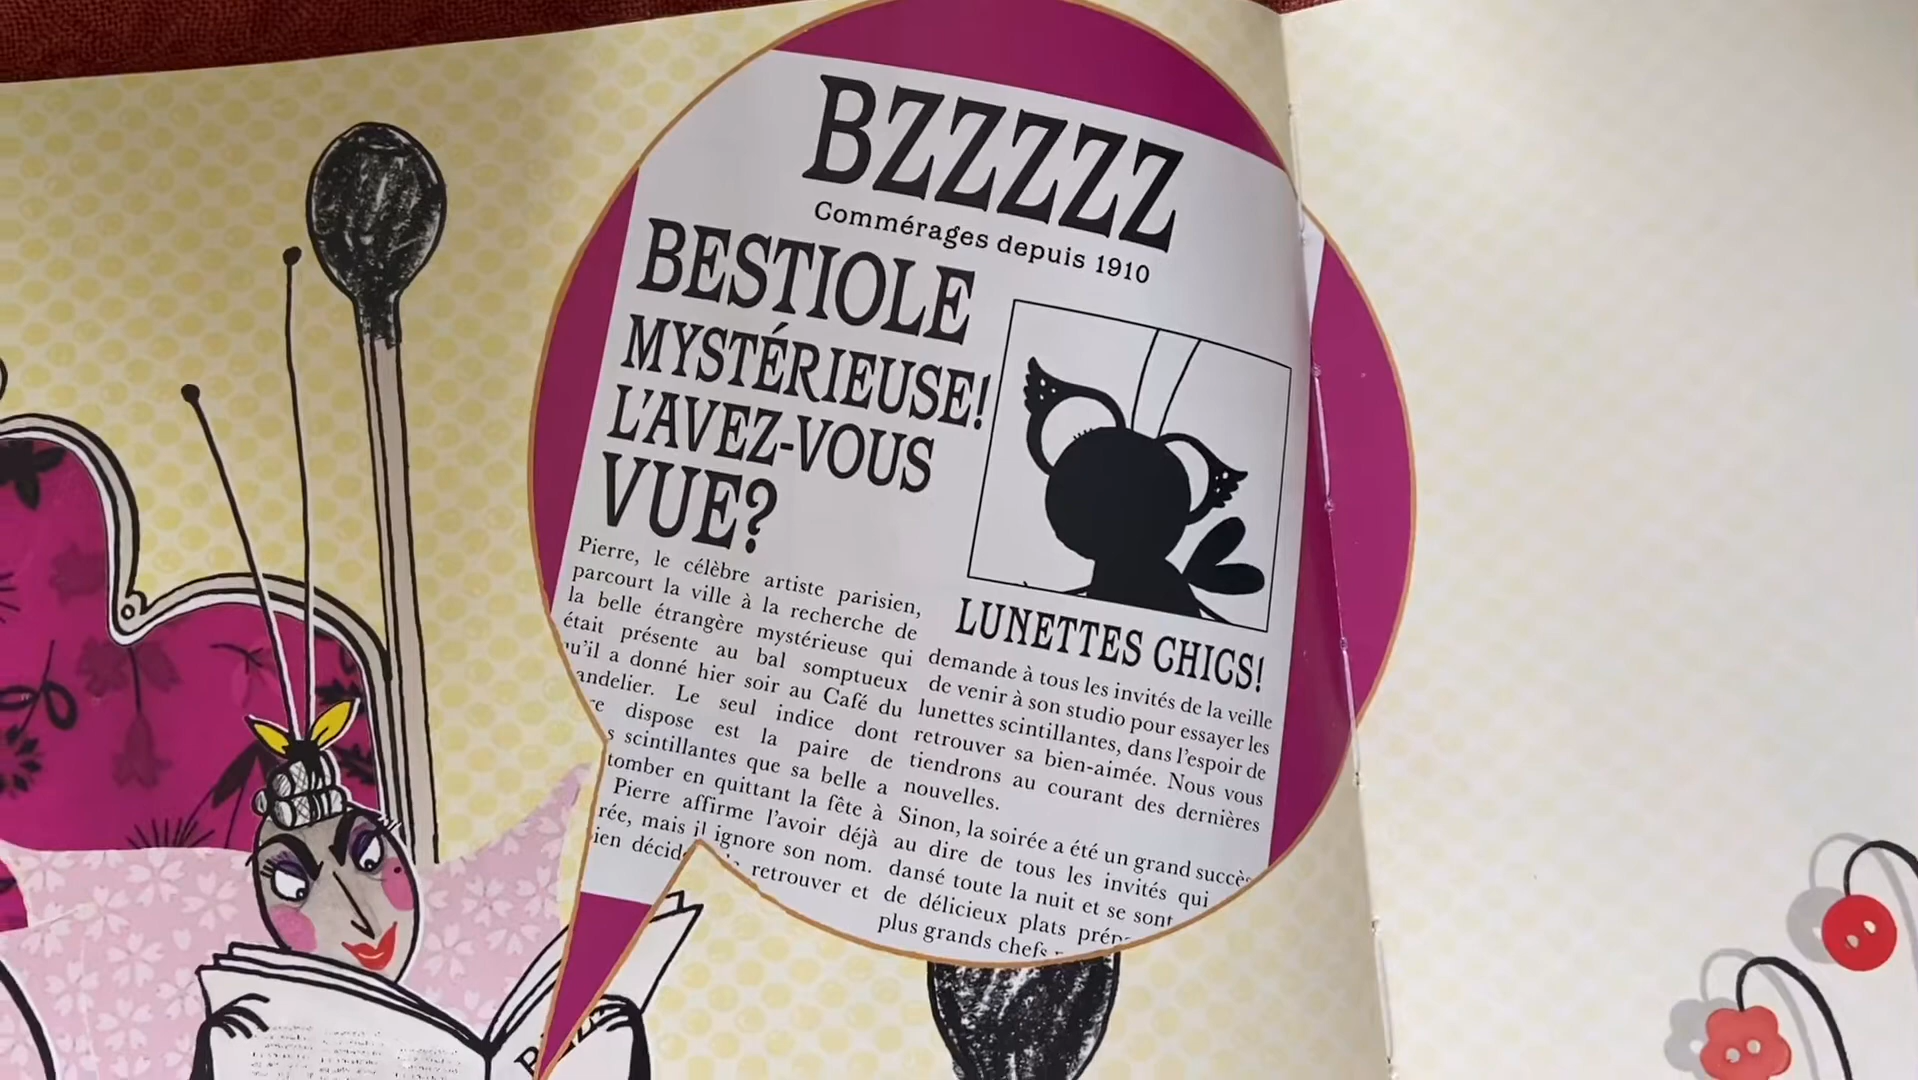 BZZZZZ
Commérages depuis 1910
BESTIOLE
MYSTÉRIEUSE!
L'AVEZ-VOUS
VUE?
Pierre, le célèbre artiste parisien,
parcourt la ville à la recherche de
la belle étrangère mystérieuse qui
était présente au bal somptueux
u'il a donné hier soir au Café du
andelier. Le seul indice dont
re dispose est la paire de
s scintillantes que sa belle a
tomber en quittant la fête à
Pierre affirme l'avoir déjà
rée, mais il ignore son nom.
ien décid
retrouver et
LUNETTES CHICS!
demande à tous les invités de la veille
de venir à son studio pour essayer les
lunettes scintillantes, dans l'espoir de
retrouver sa bien-aimée. Nous vous
tiendrons au courant des dernières
nouvelles.
Sinon, la soirée a été un grand succès
au dire de tous les invités qui
dansé toute la nuit et se sont
de délicieux plats prép
plus grands chefs